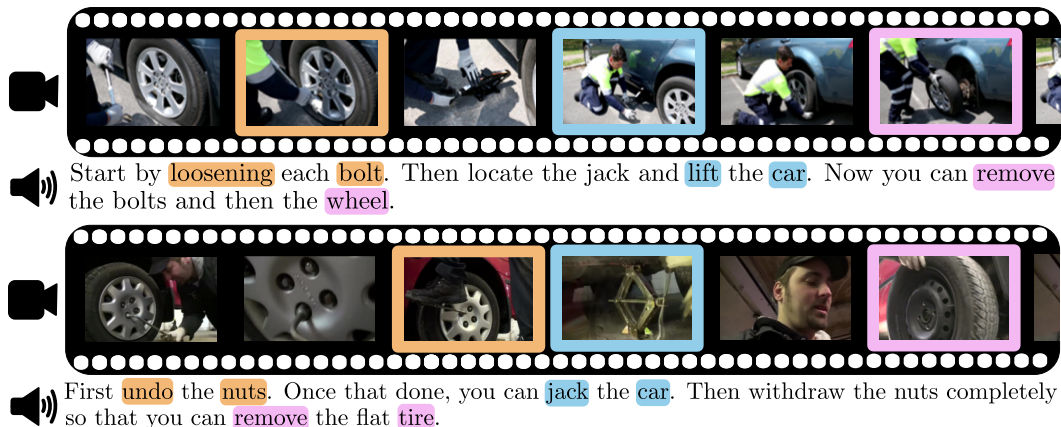 Start by loosening each bolt. Then locate the jack and lift the car. Now you can remove
the bolts and then the wheel.
First undo the nuts. Once that done, you can jack the car. Then withdraw the nuts completely
so that you can remove the flat tire.